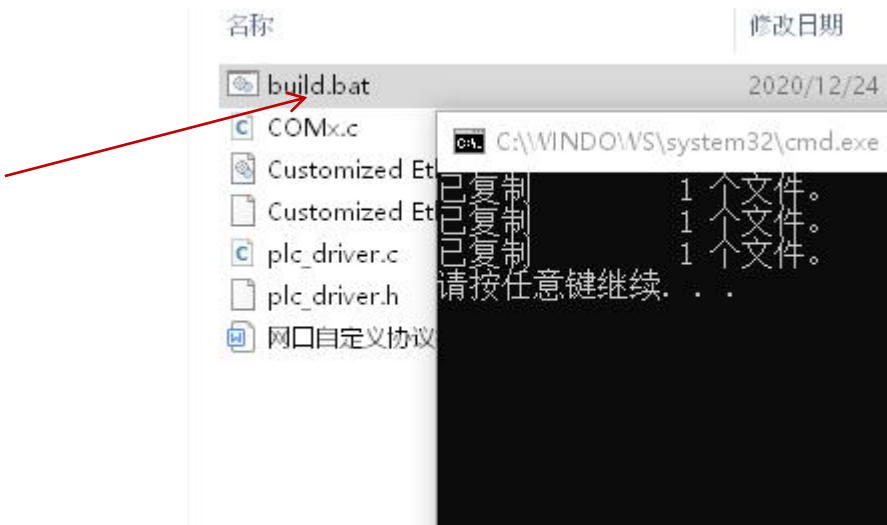 名称 修改日期
build.bat 2020/12/24
COMx.c
C:\WINDOWS\system32\cmd.exe
Customized Et
Customized Et
plc_driver.c
plc_driver.h
网口自定义协议
已复制         1 个文件。
已复制         1 个文件。
已复制         1 个文件。
请按任意键继续. . .